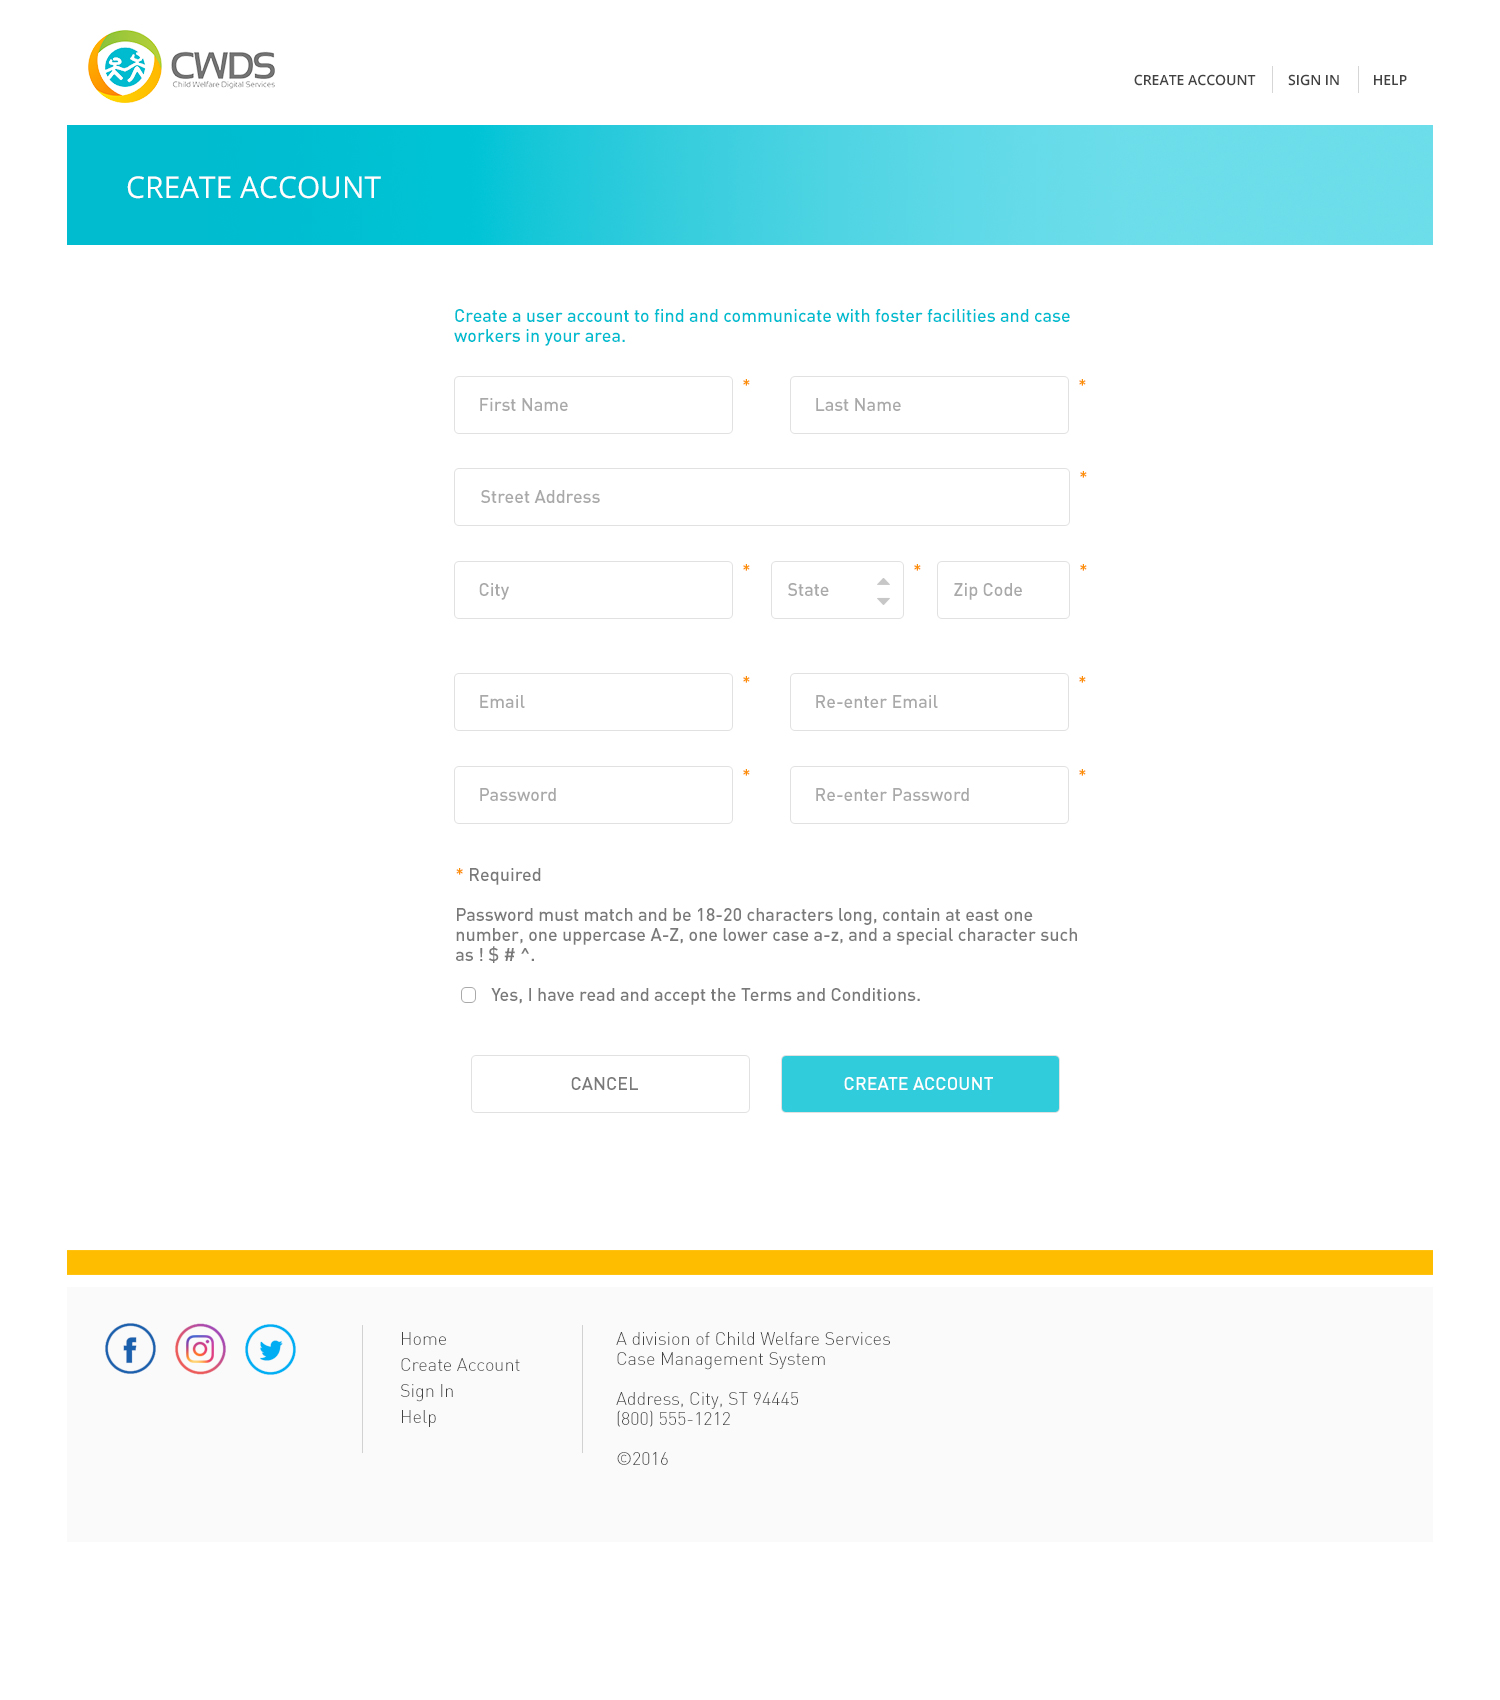 CWDS
Child Welfare Digital Services
CREATE ACCOUNT
SIGN IN
HELP
CREATE ACCOUNT
Create a user account to find and communicate with foster facilities and case
workers in your area.
First Name *
Last Name *
Street Address *
City *
State *
Zip Code *
Email *
Re-enter Email *
Password *
Re-enter Password *
* Required
Password must match and be 18-20 characters long, contain at east one
number, one uppercase A-Z, one lower case a-z, and a special character such
as ! $ # ^.
Yes, I have read and accept the Terms and Conditions.
CANCEL
CREATE ACCOUNT
Home
Create Account
Sign In
Help
A division of Child Welfare Services
Case Management System
Address, City, ST 94445
(800) 555-1212
©2016